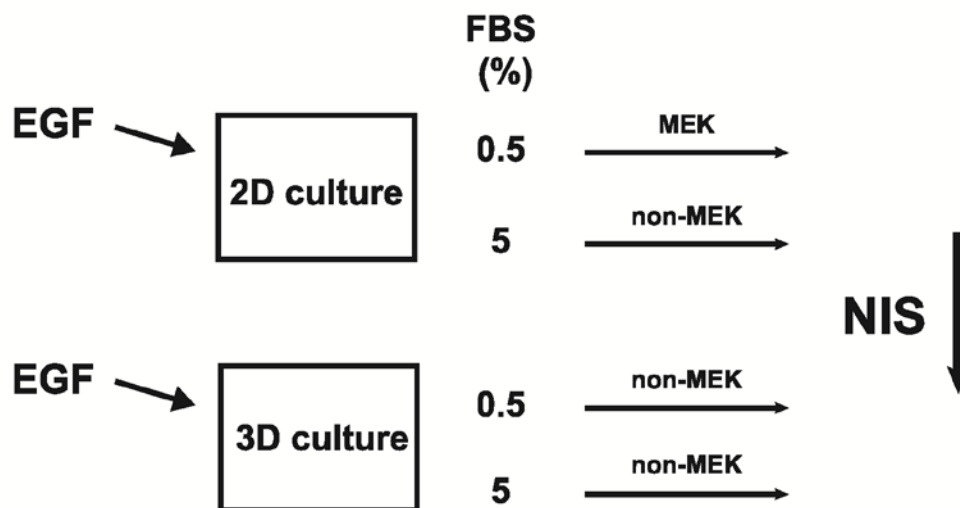 FBS
(%)
EGF
2D culture
0.5
MEK
5
non-MEK
NIS
EGF
3D culture
0.5
non-MEK
5
non-MEK